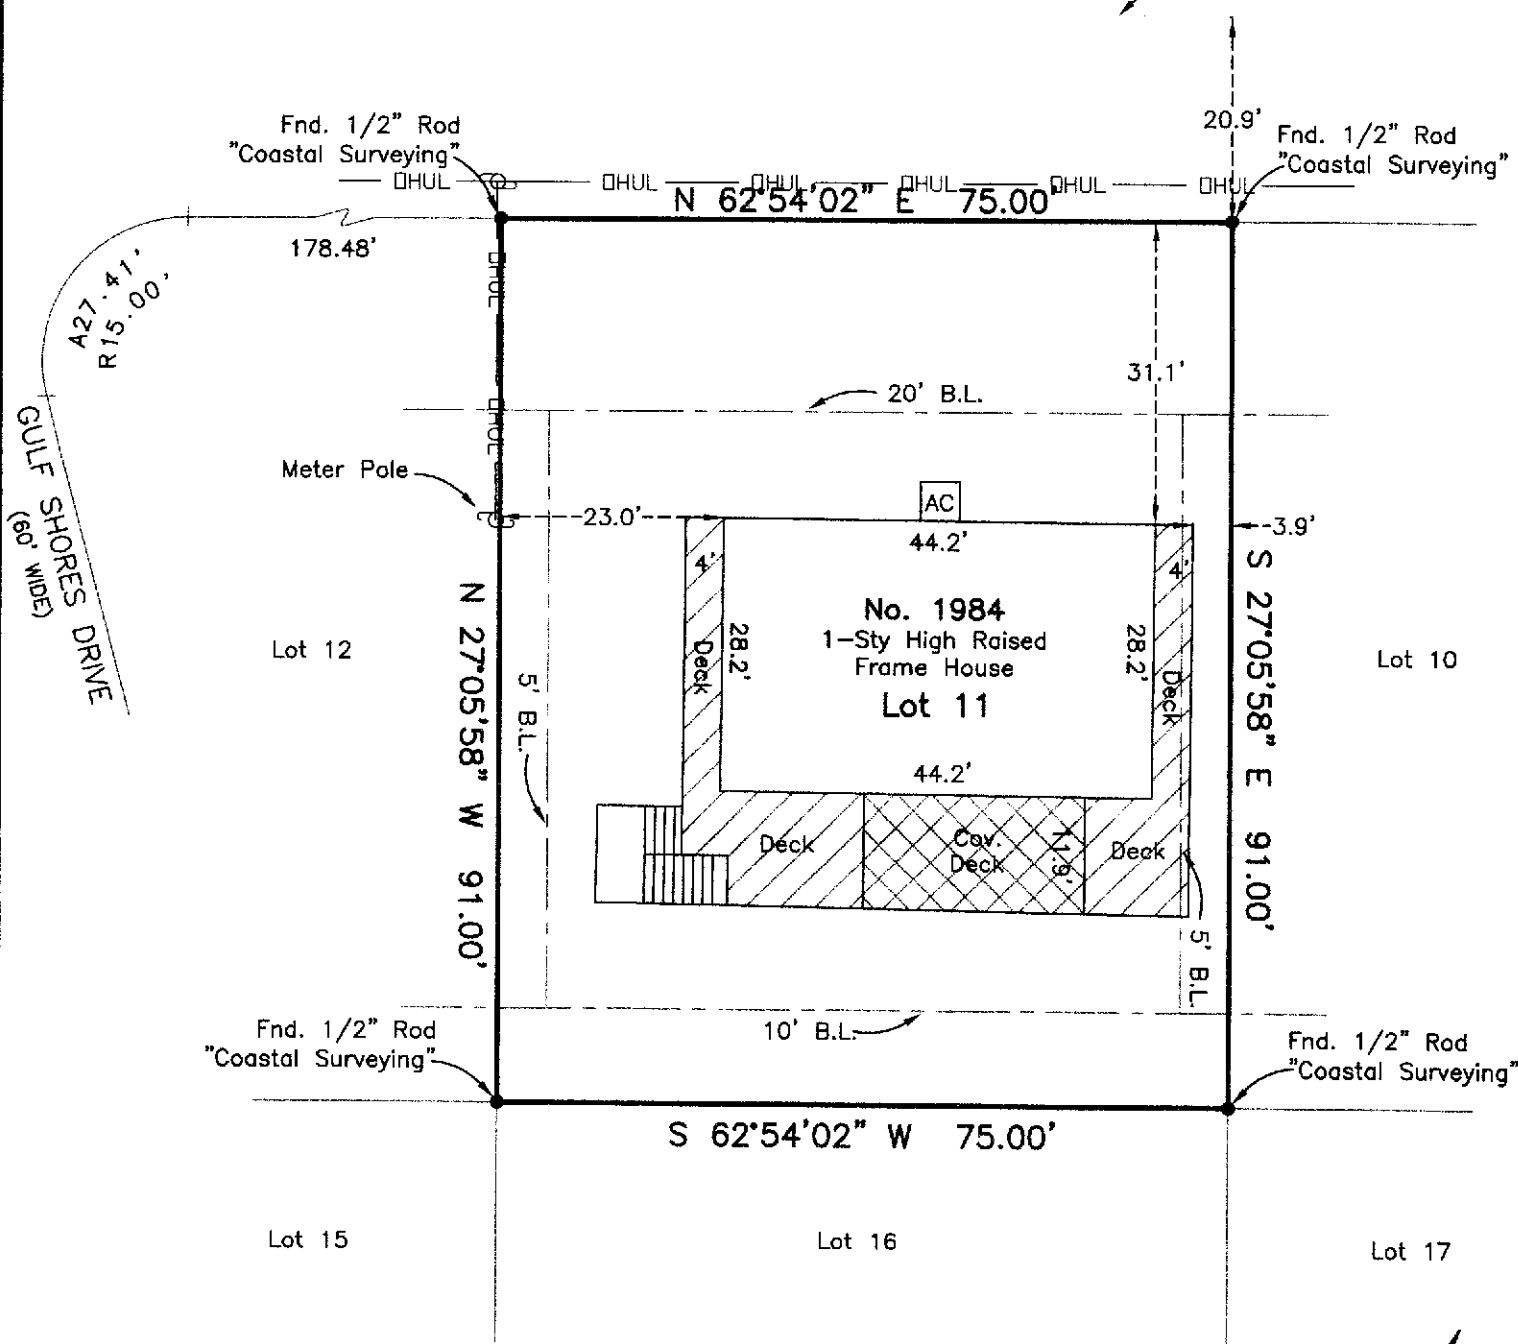 20.9'
Fnd. 1/2" Rod
"Coastal Surveying"
Fnd. 1/2" Rod
"Coastal Surveying"
OHUL
OHUL
OHUL
OHUL
OHUL
OHUL
N 62°54'02" E 75.00'
178.48'
A27.41'
R15.00'
OHUL
OHUL
31.1'
20' B.L.
GULF SHORES DRIVE
(60' WIDE)
Meter Pole
23.0'
AC
44.2'
3.9'
4'
4'
No. 1984
1-Sty High Raised
Frame House
Lot 11
28.2'
28.2'
Deck
Deck
N 27°05'58" W 91.00'
S 27°05'58" E 91.00'
Lot 12
Lot 10
5' B.L.
44.2'
Deck
Cov.
Deck
11.9'
Deck
5' B.L.
10' B.L.
Fnd. 1/2" Rod
"Coastal Surveying"
Fnd. 1/2" Rod
"Coastal Surveying"
S 62°54'02" W 75.00'
Lot 15
Lot 16
Lot 17